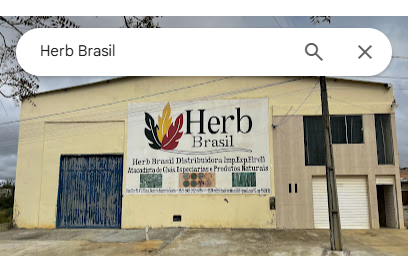 Herb Brasil
Herb
Brasil
Herb Brasil Distribuidora Imp.Exp.Eireli
Atacadista de Chás, Especiarias e Produtos Naturais